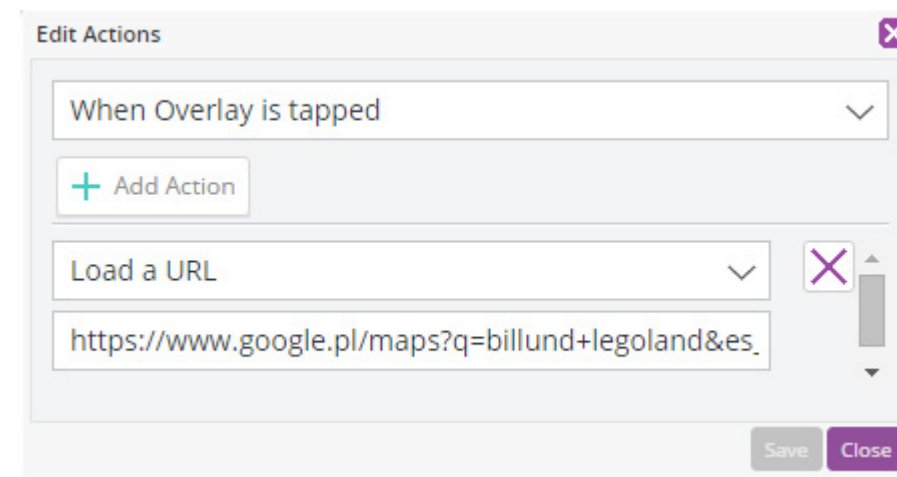 Edit Actions
When Overlay is tapped
+ Add Action
Load a URL
https://www.google.pl/maps?q=billund+legoland&es_
Save Close